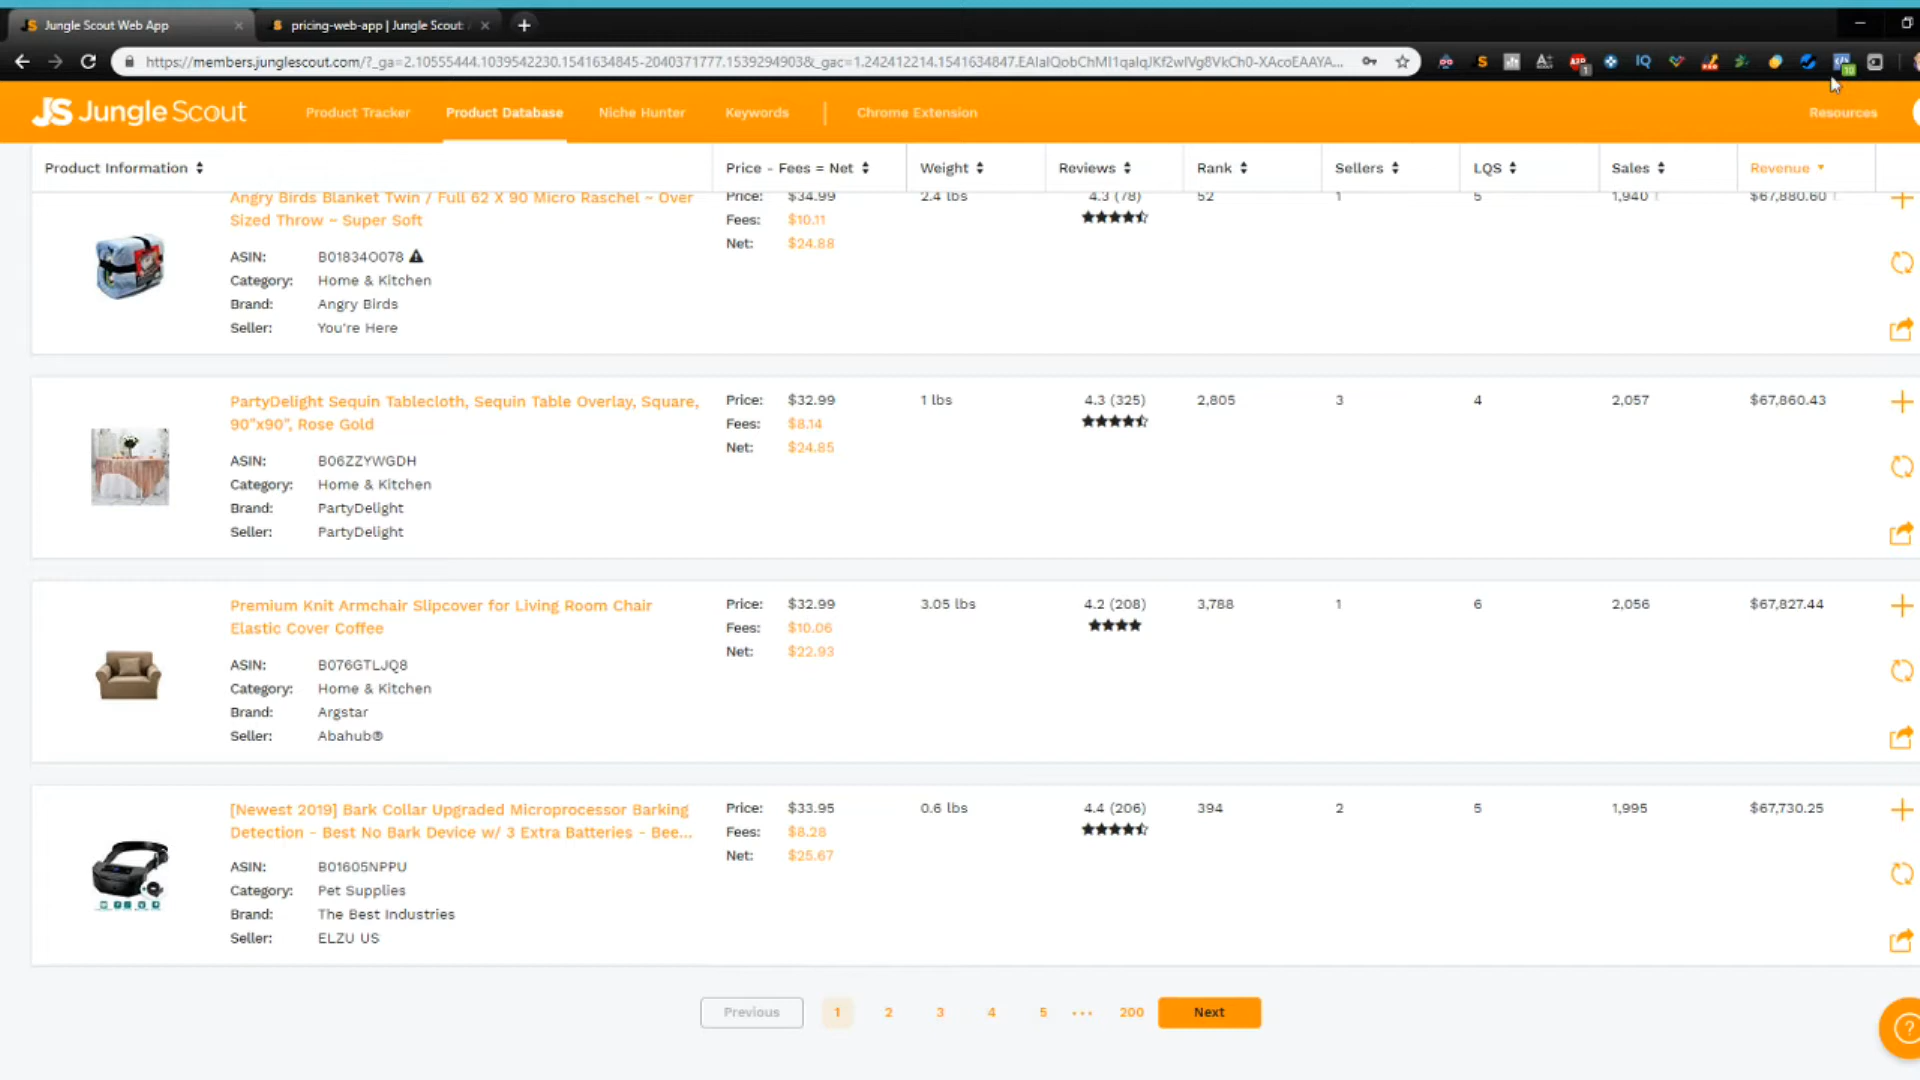 Jungle Scout Web App
pricing-web-app | Jungle Scout:
https://members.junglescout.com/?_ga=2.10555444.1039542230.1541634845-2040371777.1539294903&_gac=1.242412214.1541634847.EAIaIQobChMI1qaIqJKf2wIVg8VkCh0-XAcoEAAYA...
JS Jungle Scout
Product Tracker
Product Database
Niche Hunter
Keywords
Chrome Extension
Resources
Product Information
Price - Fees = Net
Weight
Reviews
Rank
Sellers
LQS
Sales
Revenue
Angry Birds Blanket Twin / Full 62 X 90 Micro Raschel ~ Over
Sized Throw ~ Super Soft
ASIN: B01834O078
Category: Home & Kitchen
Brand: Angry Birds
Seller: You're Here
Price: $34.99
Fees: $10.11
Net: $24.88
2.4 lbs
4.3 (78)
52
1
5
1,940
$67,880.60
PartyDelight Sequin Tablecloth, Sequin Table Overlay, Square,
90"x90", Rose Gold
ASIN: B06ZZYWGDH
Category: Home & Kitchen
Brand: PartyDelight
Seller: PartyDelight
Price: $32.99
Fees: $8.14
Net: $24.85
1 lbs
4.3 (325)
2,805
3
4
2,057
$67,860.43
Premium Knit Armchair Slipcover for Living Room Chair
Elastic Cover Coffee
ASIN: B076GTLJQ8
Category: Home & Kitchen
Brand: Argstar
Seller: Abahub®
Price: $32.99
Fees: $10.06
Net: $22.93
3.05 lbs
4.2 (208)
3,788
1
6
2,056
$67,827.44
[Newest 2019] Bark Collar Upgraded Microprocessor Barking
Detection - Best No Bark Device w/ 3 Extra Batteries - Bee...
ASIN: B01605NPPU
Category: Pet Supplies
Brand: The Best Industries
Seller: ELZU US
Price: $33.95
Fees: $8.28
Net: $25.67
0.6 lbs
4.4 (206)
394
2
5
1,995
$67,730.25
Previous 1 2 3 4 5 ... 200 Next
?